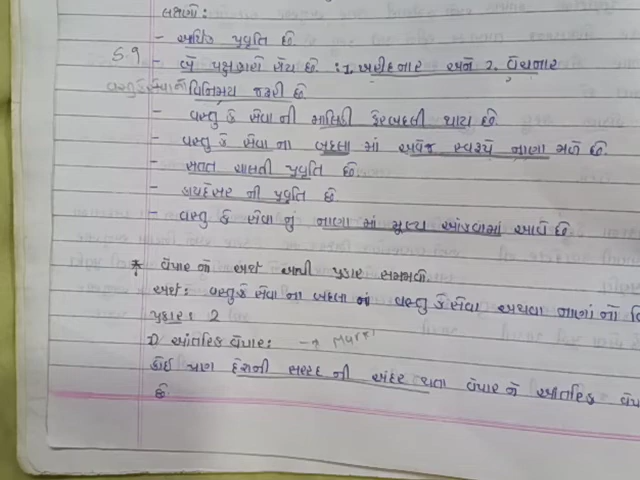 લક્ષણો:
- આર્થિક પ્રવૃતિ છે.
S.9
- બે પક્ષકારો હોય છે. : 1. ખરીદનાર અને 2. વેચનાર
વસ્તુ કે સેવાનો વિનિમય જરૂરી છે.
- વસ્તુ કે સેવા ની માલિકી ફેરબદલી થાય છે.
- વસ્તુ કે સેવા ના બદલા માં અવેજ સ્વરૂપે નાણા મળે છે.
- સતત ચાલતી પ્રવૃતિ છે.
- કાયદેસર ની પ્રવૃતિ છે.
- વસ્તુ કે સેવા નું નાણા માં મૂલ્ય આંકવામાં આવે છે.
* વેપાર નો અર્થ આપી પ્રકાર સમજાવો.
અર્થ: વસ્તુ કે સેવા ના બદલા માં વસ્તુ કે સેવા અથવા નાણાં નો
પ્રકાર: 2
1) આંતરિક વેપાર: →
કોઈ પણ દેશની સરહદ ની અંદર થતા વેપાર ને આંતરિક
છે.